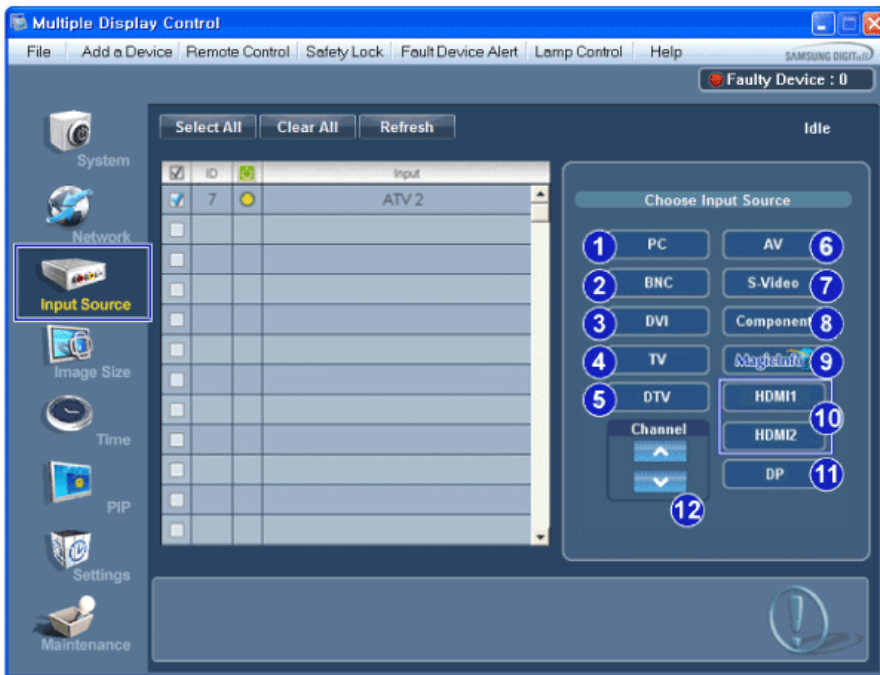 Multiple Display Control
File Add a Device Remote Control Safety Lock Fault Device Alert Lamp Control Help SAMSUNG DIGITall
Faulty Device : 0
Select All Clear All Refresh Idle
System
Network
Input Source
Image Size
Time
PIP
Settings
Maintenance
ID Input
7 ATV 2
Choose Input Source
1 PC AV 6
2 BNC S-Video 7
3 DVI Component 8
4 TV MagicInfo 9
5 DTV HDMI1
10
Channel HDMI2
DP 11
12